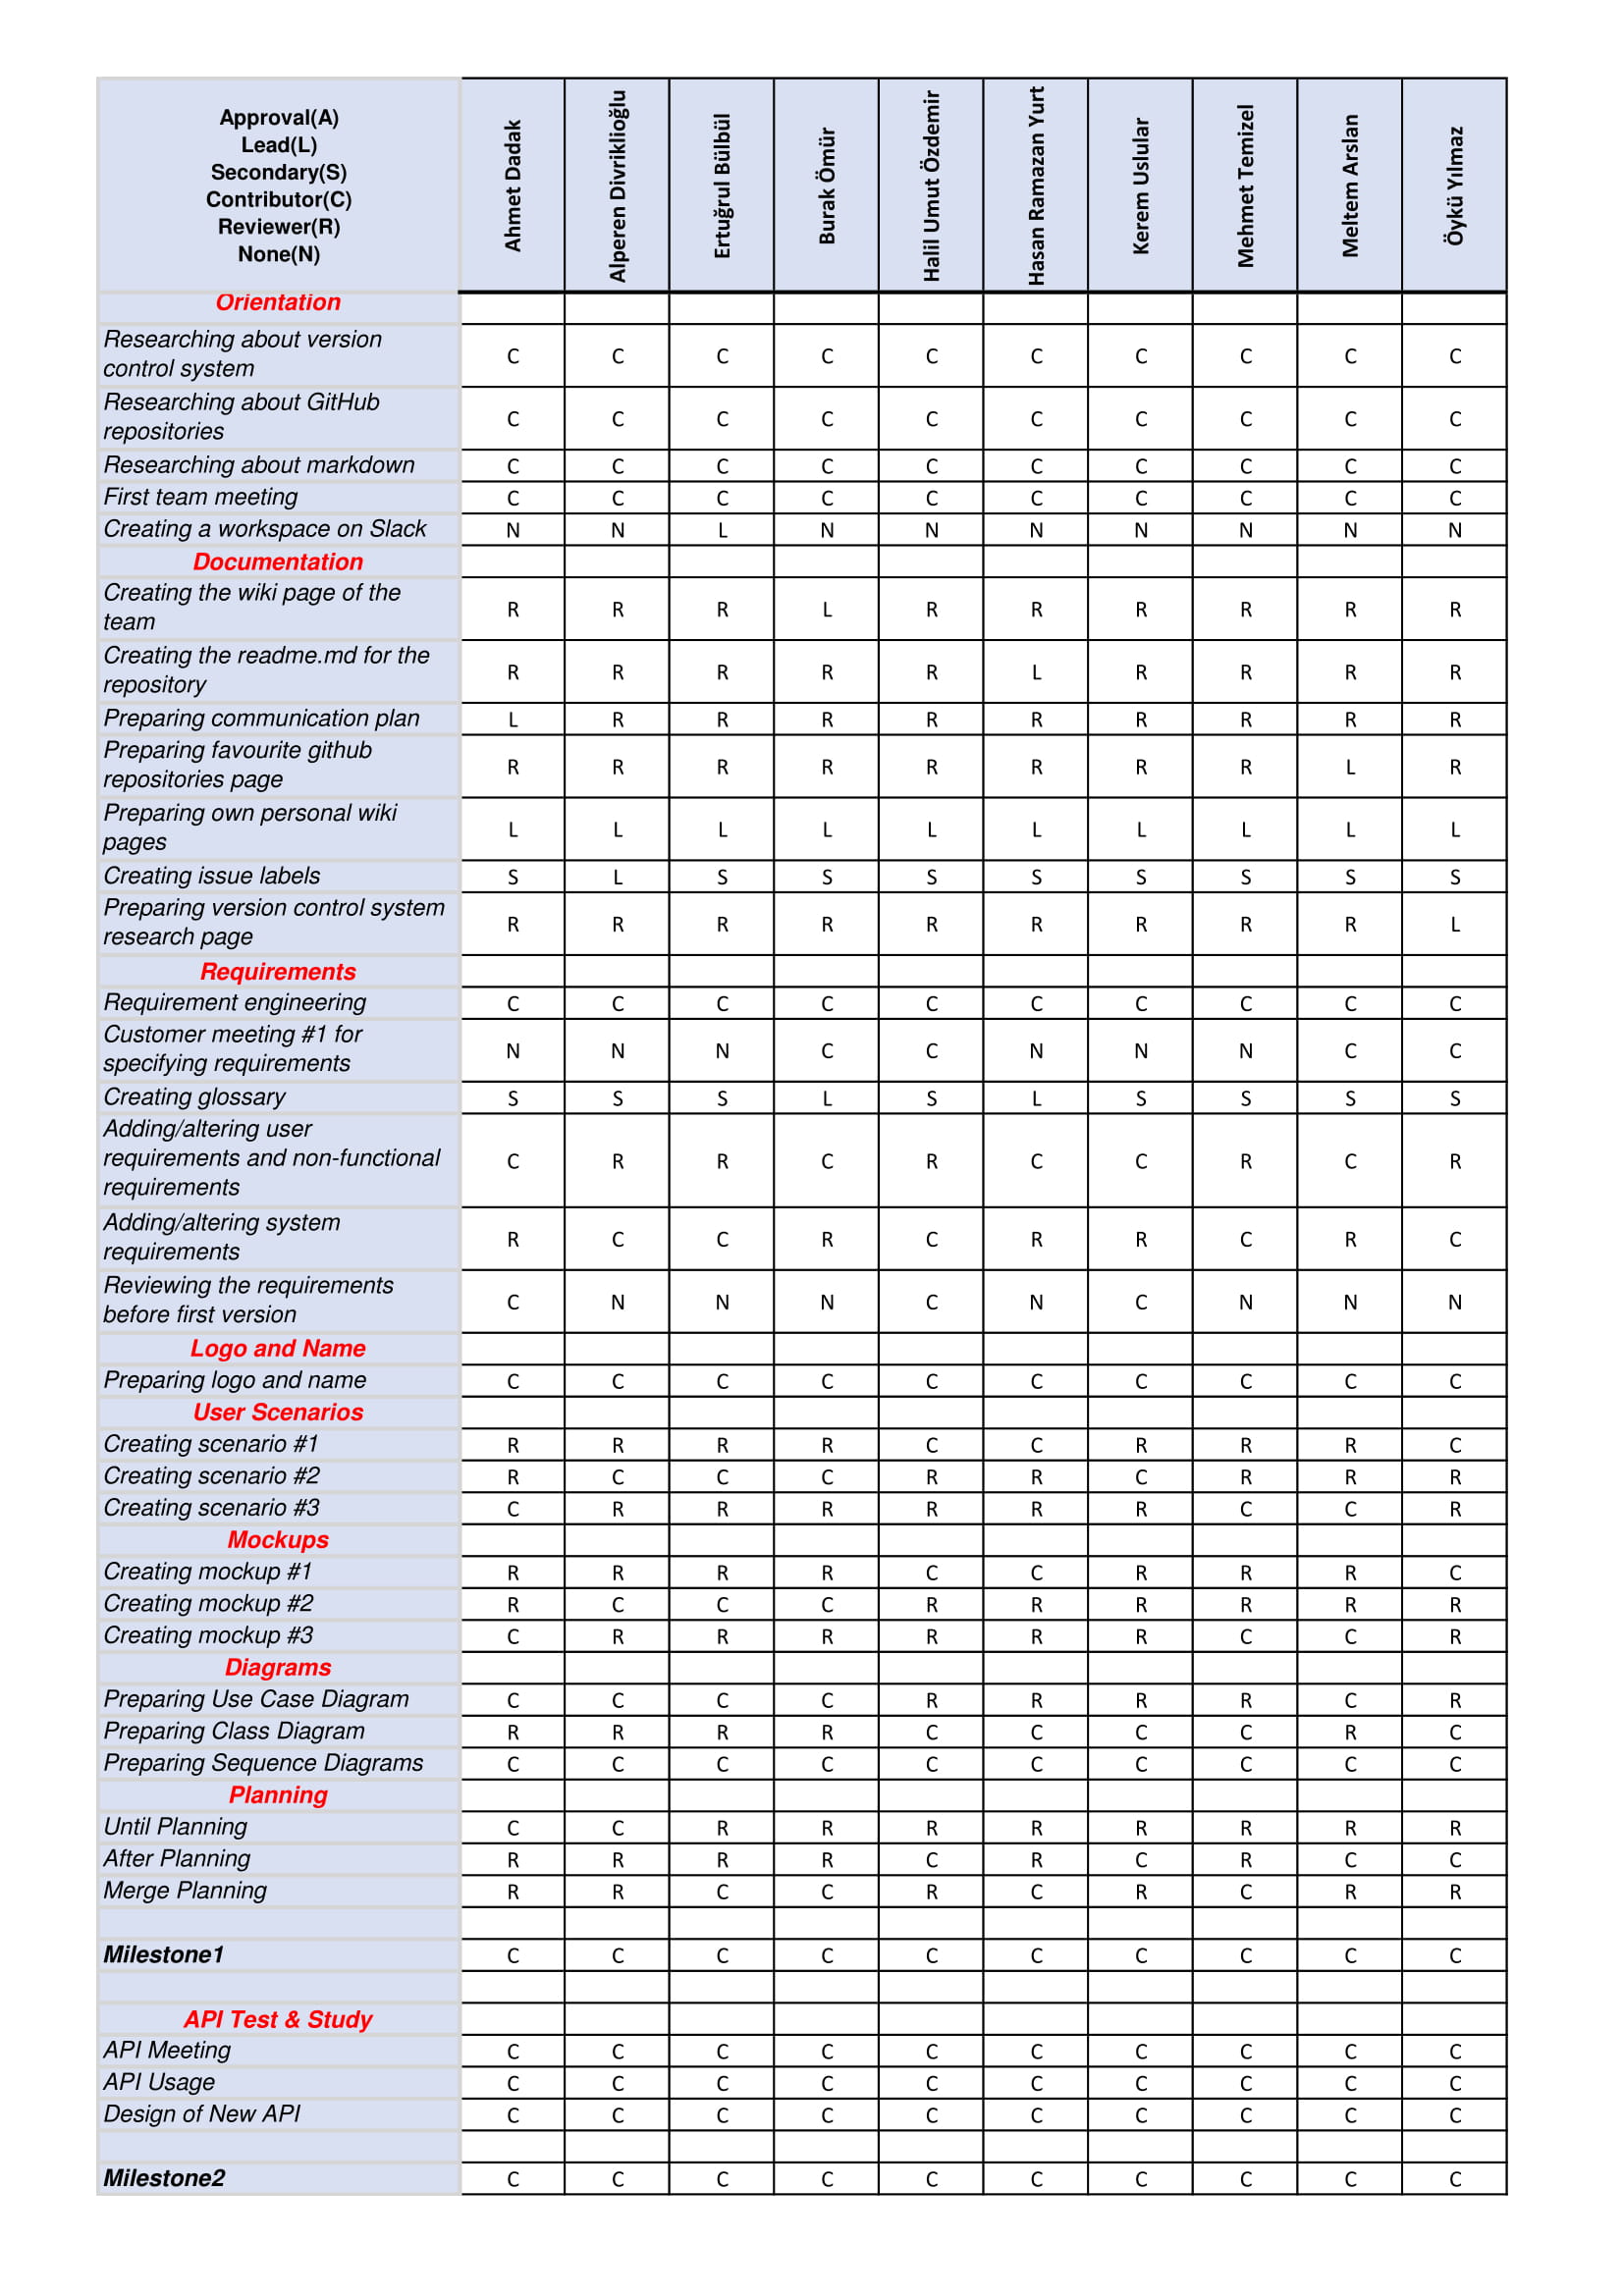 Approval(A)
Lead(L)
Secondary(S)
Contributor(C)
Reviewer(R)
None(N)
Ahmet Dadak
Alperen Divriklioğlu
Ertuğrul Bülbül
Burak Ömür
Halil Umut Özdemir
Hasan Ramazan Yurt
Kerem Uslular
Mehmet Temizel
Meltem Arslan
Öykü Yılmaz
Orientation
Researching about version
control system
C C C C C C C C C C
Researching about GitHub
repositories
C C C C C C C C C C
Researching about markdown C C C C C C C C C C
First team meeting C C C C C C C C C C
Creating a workspace on Slack N N L N N N N N N N
Documentation
Creating the wiki page of the
team
R R R L R R R R R R
Creating the readme.md for the
repository
R R R R R L R R R R
Preparing communication plan L R R R R R R R R R
Preparing favourite github
repositories page
R R R R R R R R L R
Preparing own personal wiki
pages
L L L L L L L L L L
Creating issue labels S L S S S S S S S S
Preparing version control system
research page
R R R R R R R R R L
Requirements
Requirement engineering C C C C C C C C C C
Customer meeting #1 for
specifying requirements
N N N C C N N N C C
Creating glossary S S S L S L S S S S
Adding/altering user
requirements and non-functional
requirements
C R R C R C C R C R
Adding/altering system
requirements
R C C R C R R C R C
Reviewing the requirements
before first version
C N N N C N C N N N
Logo and Name
Preparing logo and name C C C C C C C C C C
User Scenarios
Creating scenario #1 R R R R C C R R R C
Creating scenario #2 R C C C R R C R R R
Creating scenario #3 C R R R R R R C C R
Mockups
Creating mockup #1 R R R R C C R R R C
Creating mockup #2 R C C C R R R R R R
Creating mockup #3 C R R R R R R C C R
Diagrams
Preparing Use Case Diagram C C C C R R R R C R
Preparing Class Diagram R R R R C C C C R C
Preparing Sequence Diagrams C C C C C C C C C C
Planning
Until Planning C C R R R R R R R R
After Planning R R R R C R C R C C
Merge Planning R R C C R C R C R R
Milestone1 C C C C C C C C C C
API Test & Study
API Meeting C C C C C C C C C C
API Usage C C C C C C C C C C
Design of New API C C C C C C C C C C
Milestone2 C C C C C C C C C C